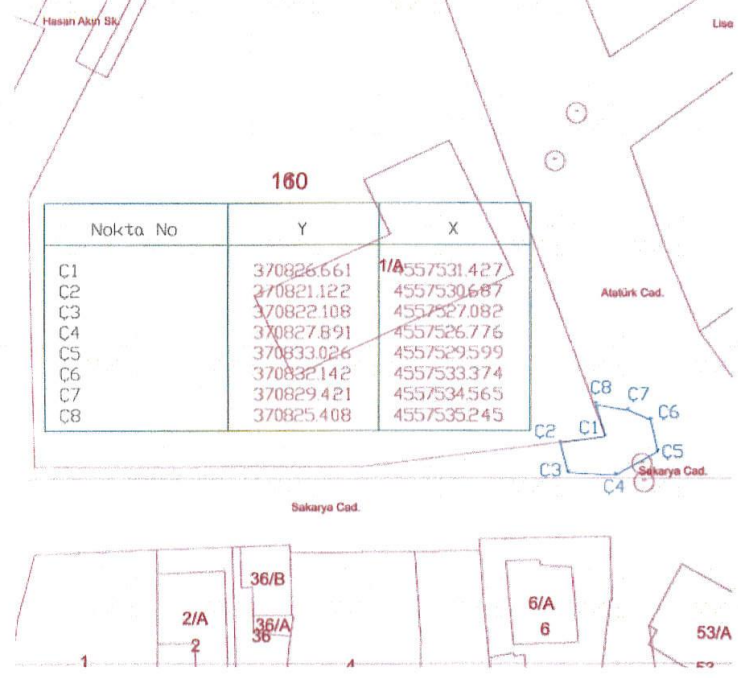 Hasan Akın Sk.
Lise
160
Nokta No Y X
Ç1 370826.661 4557531.427
Ç2 370821.122 4557530.687
Ç3 370822.108 4557527.082
Ç4 370827.891 4557526.776
Ç5 370833.026 4557529.599
Ç6 370832.142 4557533.374
Ç7 370829.421 4557534.565
Ç8 370825.408 4557535.245
1/A
Atatürk Cad.
Ç8
Ç7
Ç6
Ç1
Ç2
Ç5
Ç3
Sakarya Cad.
Ç4
Sakarya Cad.
36/B
2/A
36/A
36
2
6/A
6
53/A
1
4
53